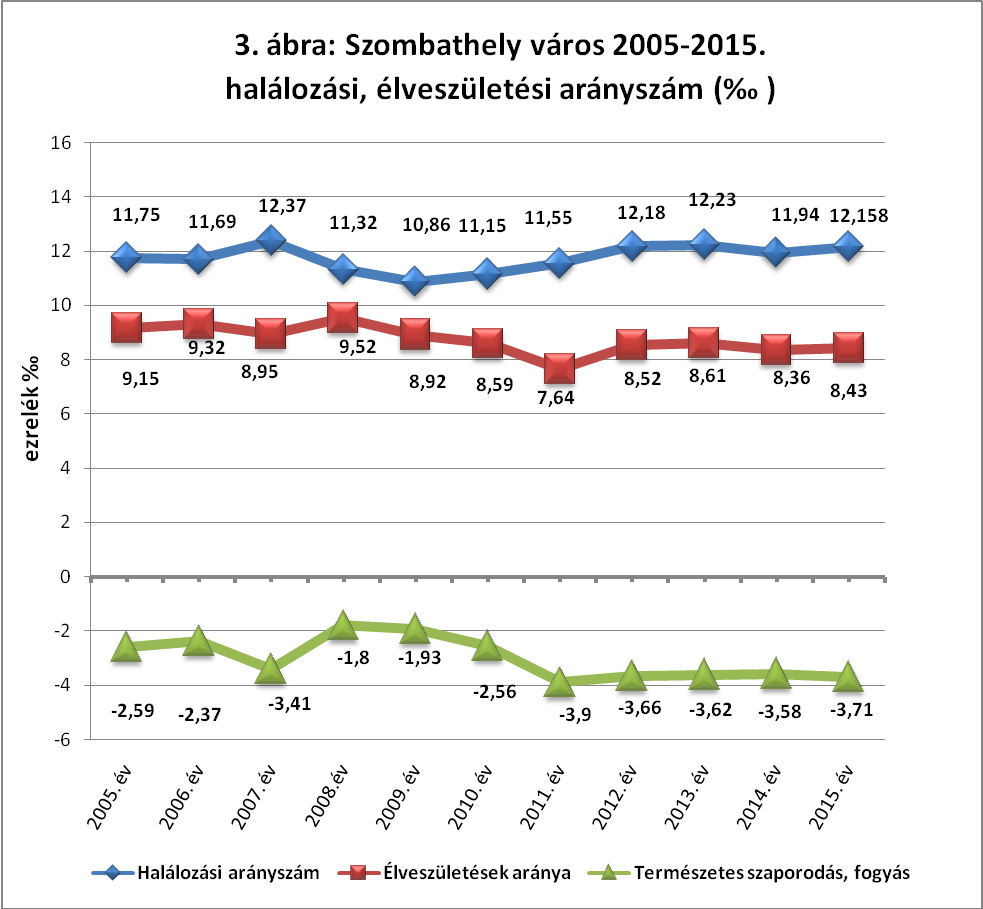 3. ábra: Szombathely város 2005-2015.
halálozási, élveszületési arányszám (‰ )
ezrelék ‰
16
14
12
10
8
6
4
2
0
-2
-4
-6
11,75
11,69
12,37
11,32
10,86
11,15
11,55
12,18
12,23
11,94
12,158
9,15
9,32
8,95
9,52
8,92
8,59
7,64
8,52
8,61
8,36
8,43
-2,59
-2,37
-3,41
-1,8
-1,93
-2,56
-3,9
-3,66
-3,62
-3,58
-3,71
2005.év
2006.év
2007.év
2008.év
2009.év
2010.év
2011.év
2012.év
2013.év
2014.év
2015.év
Halálozási arányszám
Élveszületések aránya
Természetes szaporodás, fogyás